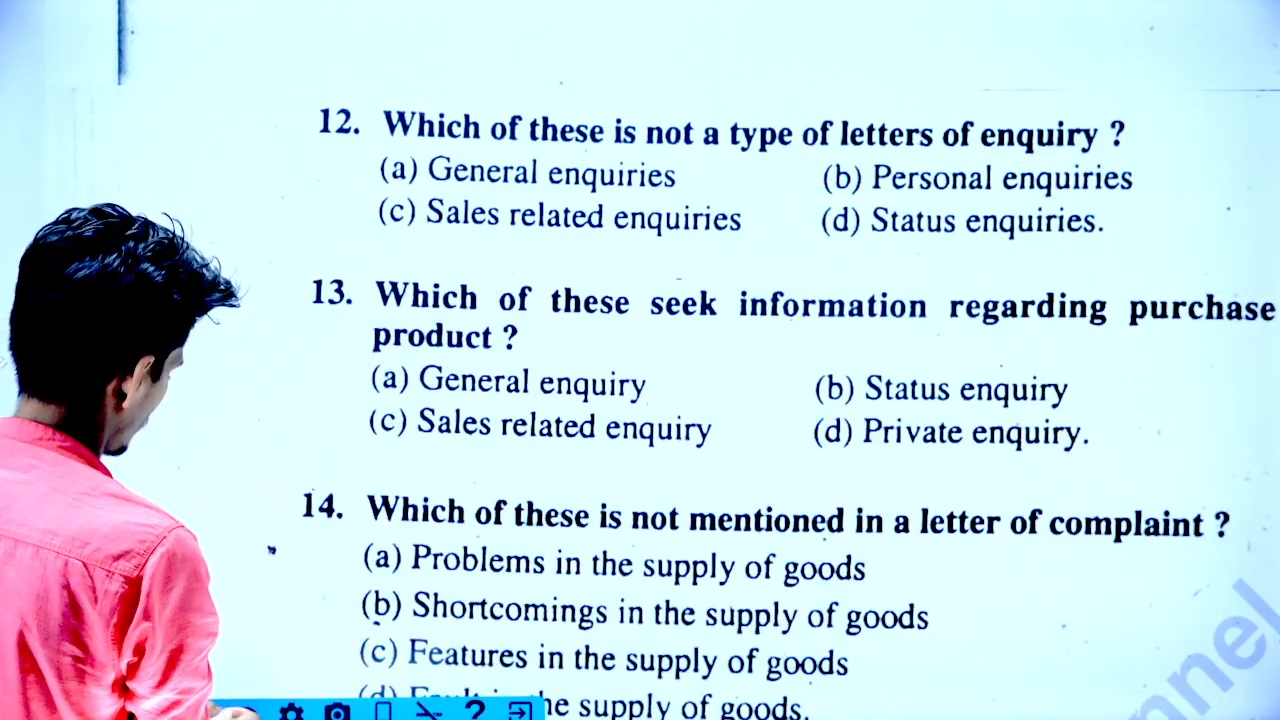 12. Which of these is not a type of letters of enquiry ?
(a) General enquiries (b) Personal enquiries
(c) Sales related enquiries (d) Status enquiries.
13. Which of these seek information regarding purchase
product ?
(a) General enquiry (b) Status enquiry
(c) Sales related enquiry (d) Private enquiry.
14. Which of these is not mentioned in a letter of complaint ?
(a) Problems in the supply of goods
(b) Shortcomings in the supply of goods
(c) Features in the supply of goods
(d) supply of goods.